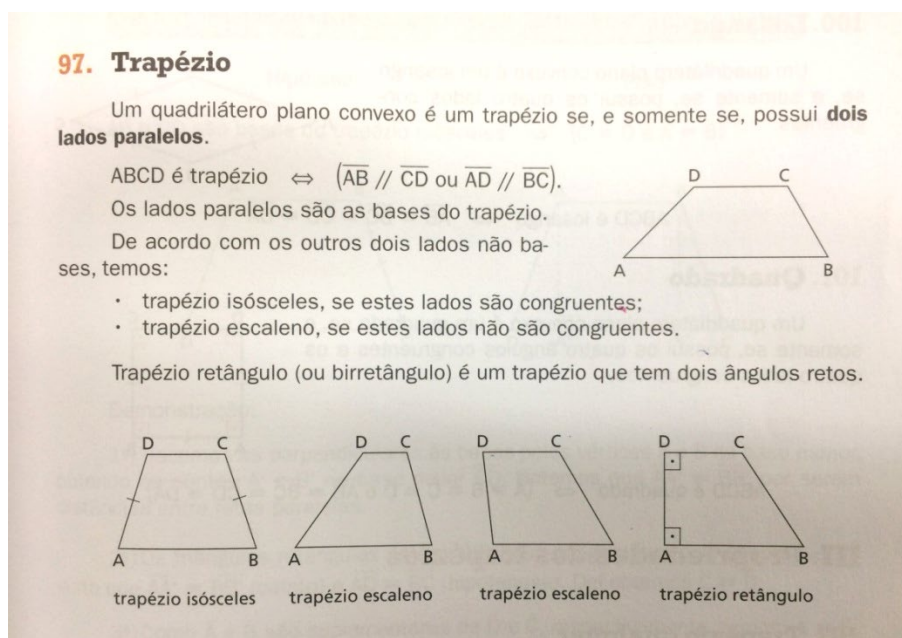 97. Trapézio
Um quadrilátero plano convexo é um trapézio se, e somente se, possui dois
lados paralelos.
ABCD é trapézio ⇔ (AB // CD ou AD // BC).
Os lados paralelos são as bases do trapézio.
De acordo com os outros dois lados não ba-
ses, temos:
D C
A B
· trapézio isósceles, se estes lados são congruentes;
· trapézio escaleno, se estes lados não são congruentes.
Trapézio retângulo (ou birretângulo) é um trapézio que tem dois ângulos retos.
D C D C D C D C
A B A B A B A B
trapézio isósceles trapézio escaleno trapézio escaleno trapézio retângulo